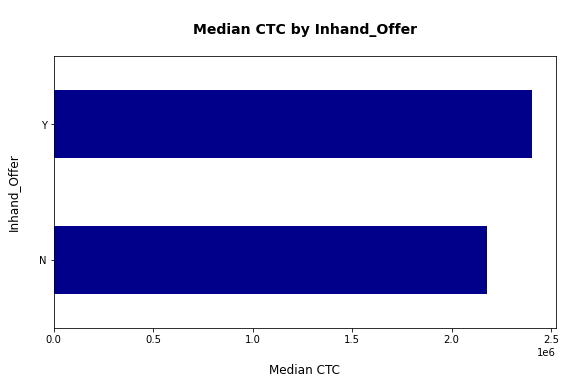 Median CTC by Inhand_Offer
Inhand_Offer
Y
N
0.0 0.5 1.0 1.5 2.0 2.5
1e6
Median CTC